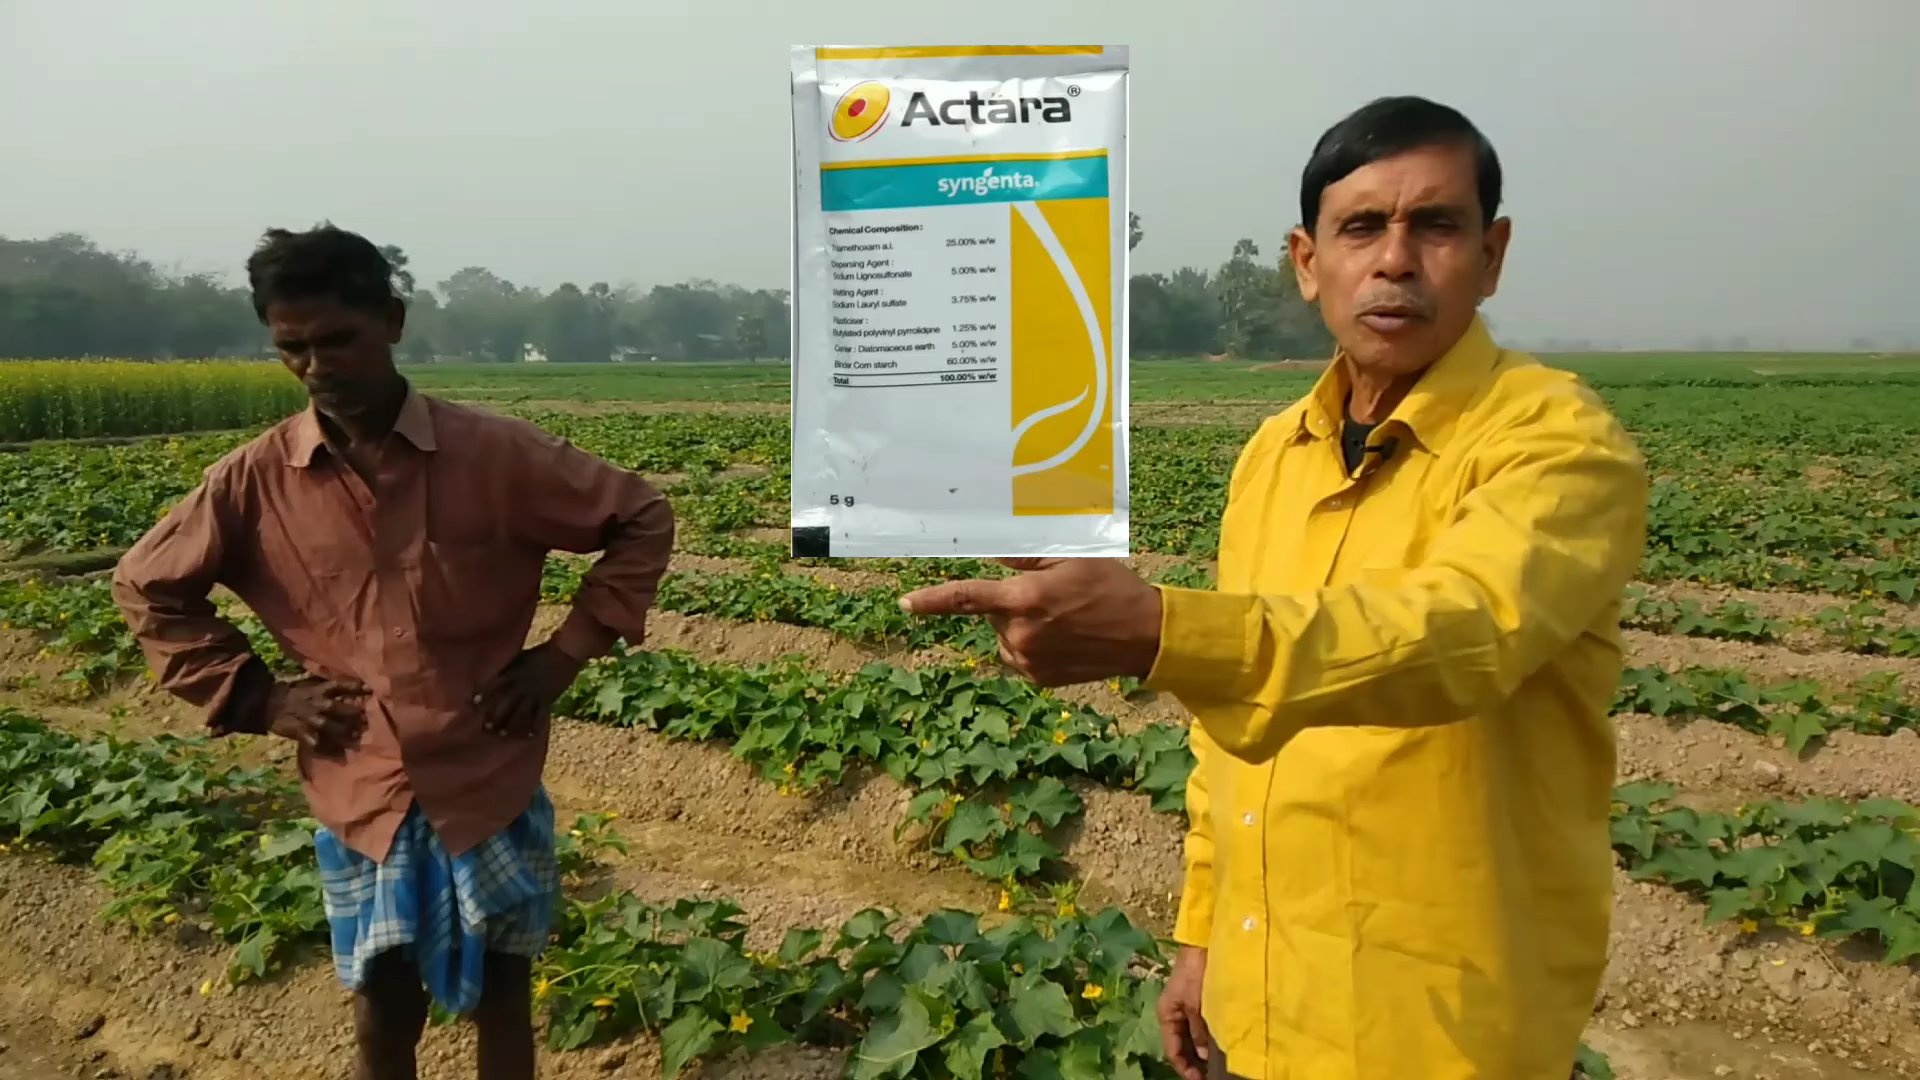 Actara®
syngenta.
Chemical Composition:
Thiamethoxam a.i. 25.00% w/w
Dispersing Agent :
Sodium Lignosulfonate 5.00% w/w
Wetting Agent :
Sodium Lauryl sulfate 3.75% w/w
Plasticiser :
Butylated polyvinyl pyrrolidpne 1.25% w/w
Carrier : Diatomaceous earth 5.00% w/w
Binder Corn starch 60.00% w/w
Total 100.00% w/w
5 g